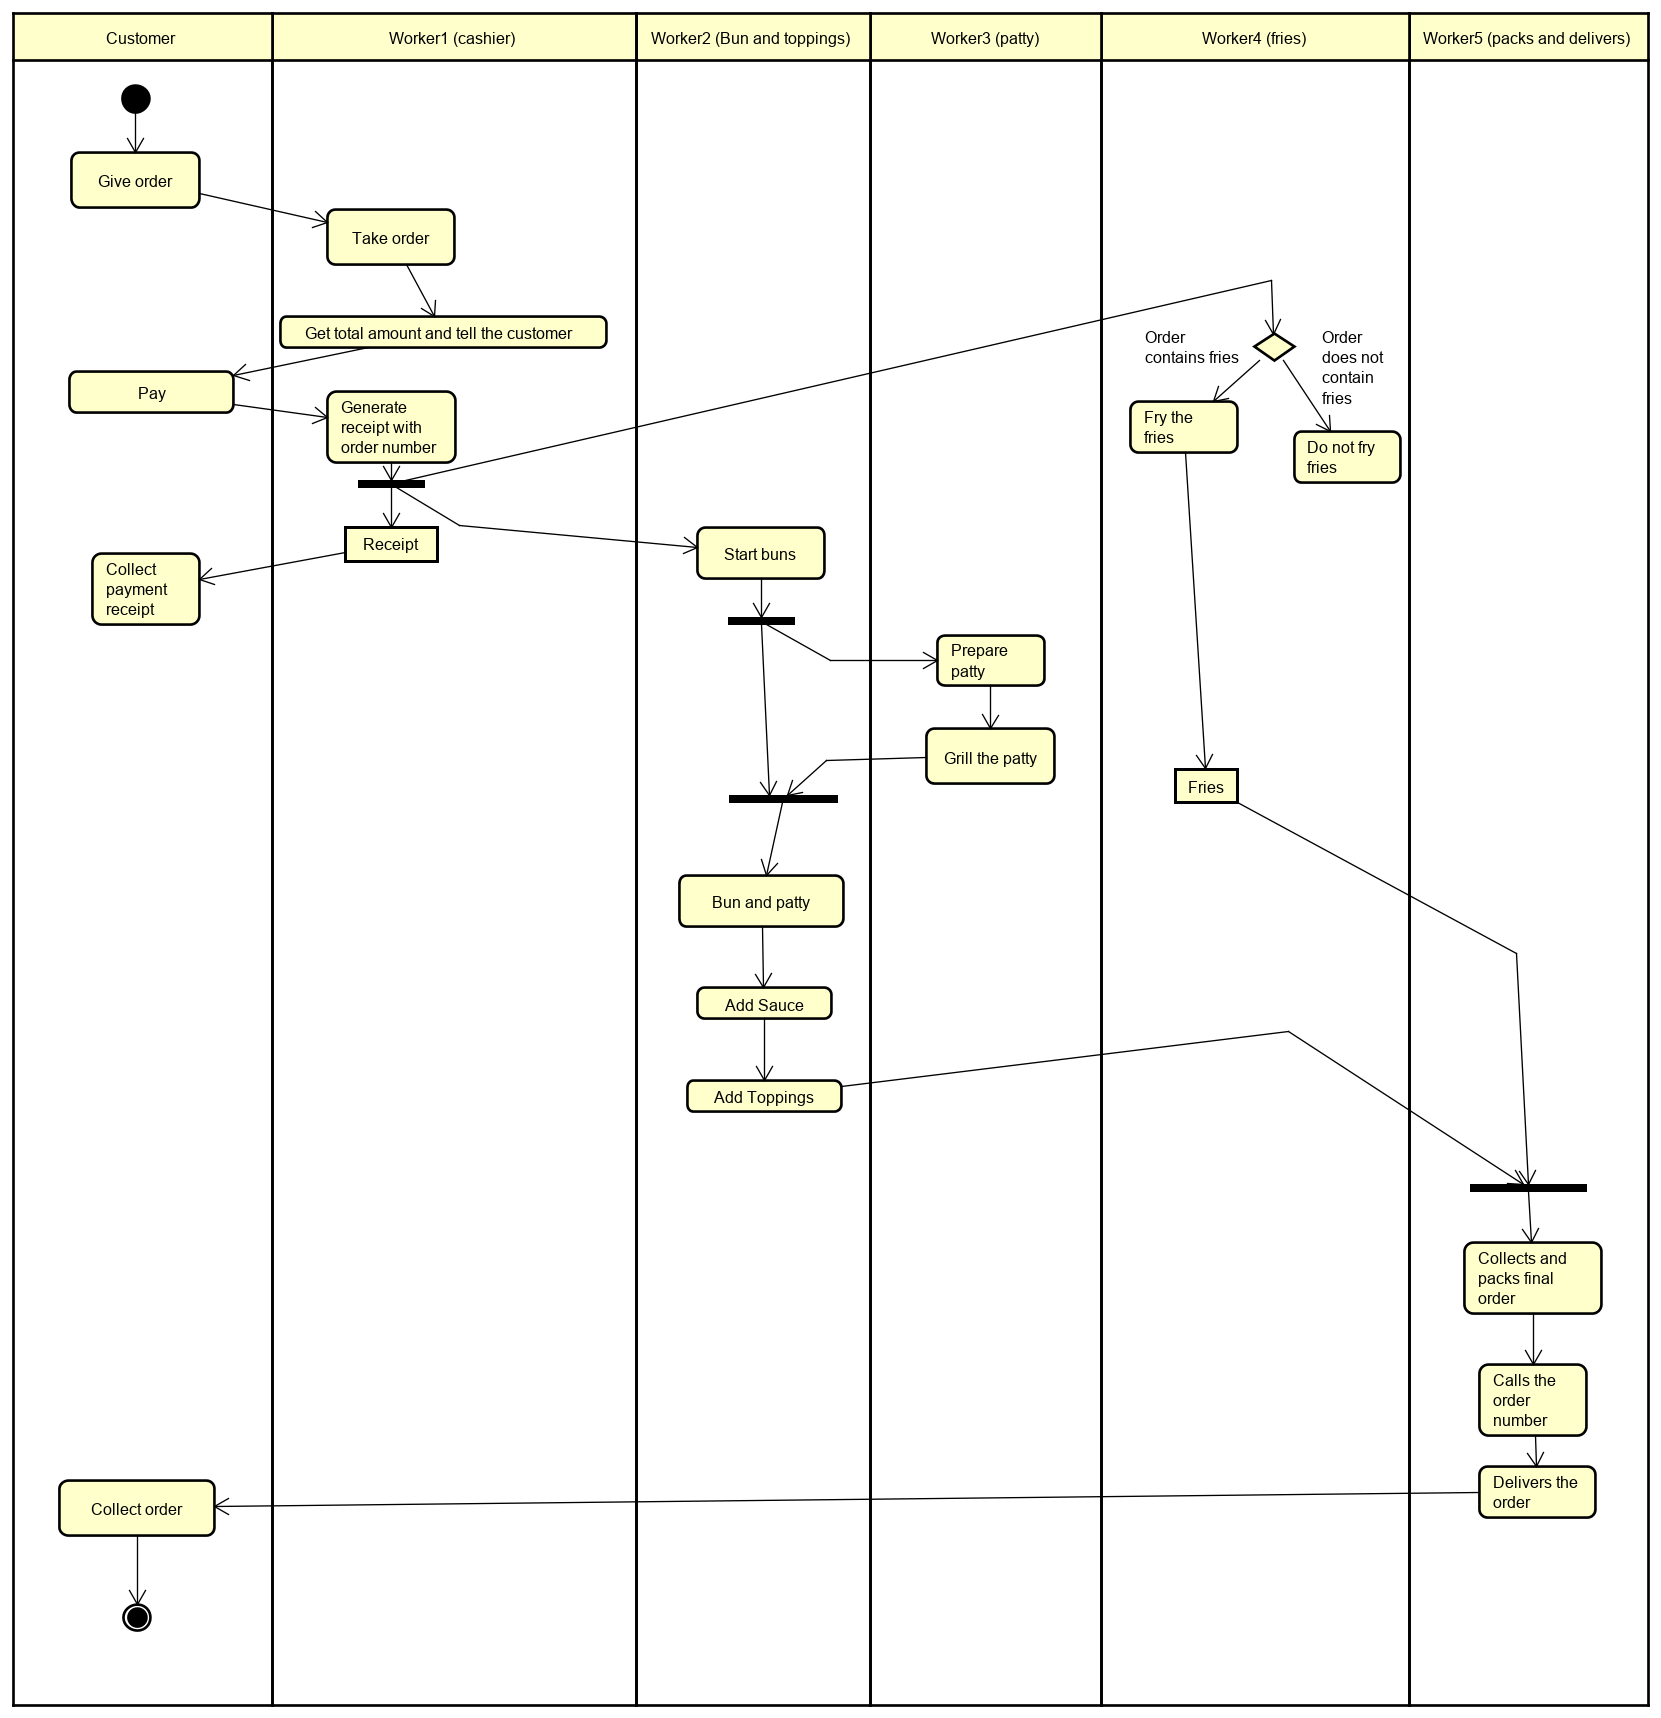 Customer
Worker1 (cashier)
Worker2 (Bun and toppings)
Worker3 (patty)
Worker4 (fries)
Worker5 (packs and delivers)
Give order
Take order
Get total amount and tell the customer
Pay
Generate
receipt with
order number
Order
contains fries
Order
does not
contain
fries
Fry the
fries
Do not fry
fries
Receipt
Collect
payment
receipt
Start buns
Prepare
patty
Grill the patty
Fries
Bun and patty
Add Sauce
Add Toppings
Collects and
packs final
order
Calls the
order
number
Delivers the
order
Collect order